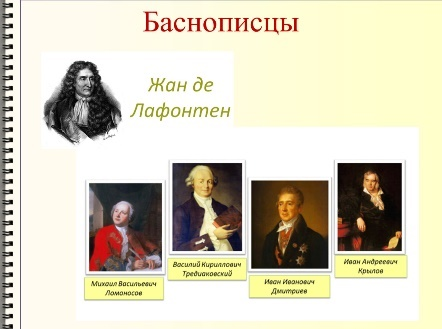 Баснописцы
Жан де
Лафонтен
Михаил Васильевич
Ломоносов
Василий Кириллович
Тредиаковский
Иван Иванович
Дмитриев
Иван Андреевич
Крылов